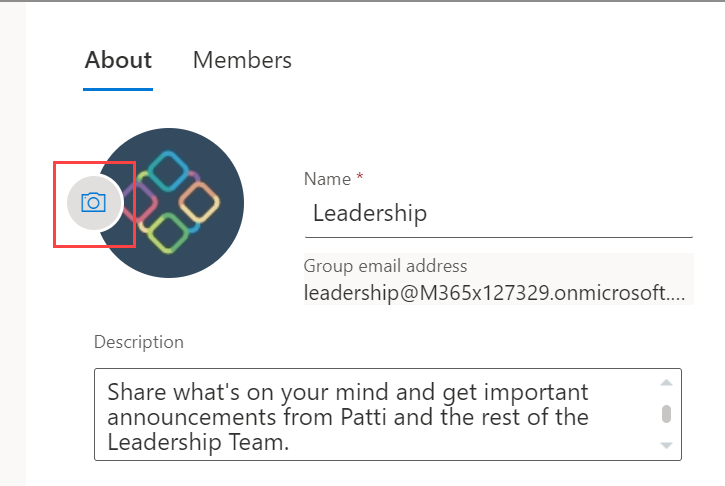 About Members
Name *
Leadership
Group email address
leadership@M365x127329.onmicrosoft....
Description
Share what's on your mind and get important
announcements from Patti and the rest of the
Leadership Team.